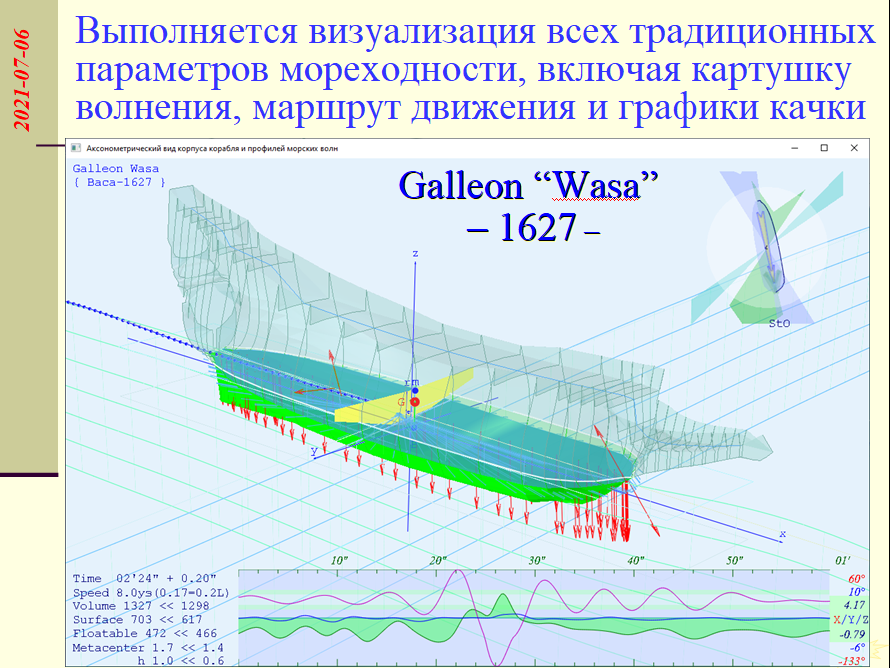 2021-07-06
Выполняется визуализация всех традиционных
параметров мореходности, включая картушку
волнения, маршрут движения и графики качки
Аксонометрический вид корпуса корабля и профилей морских волн
Galleon Wasa
{ Васа-1627 }
Galleon “Wasa”
– 1627 –
StO
z
rm
G
y
x
10" 20" 30" 40" 50" 01'
Time 02'24" + 0.20"
Speed 8.0ys(0.17=0.2L)
Volume 1327 << 1298
Surface 703 << 617
Floatable 472 << 466
Metacenter 1.7 << 1.4
h 1.0 << 0.6
60°
10°
4.17
X/Y/Z
-0.79
-6°
-133°